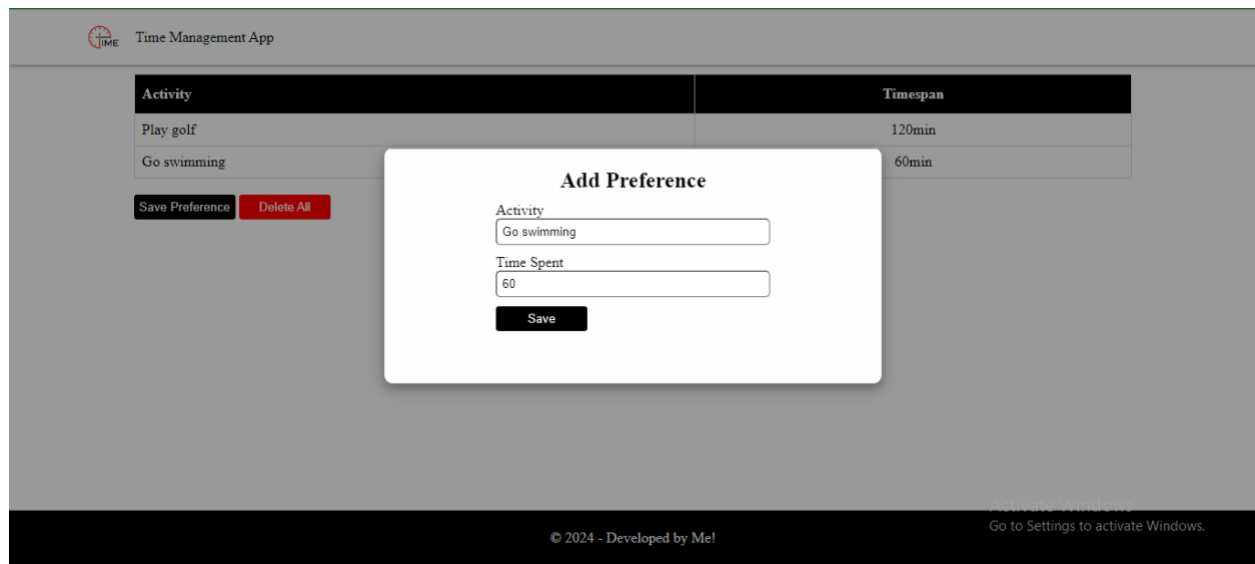 TIME Time Management App
Activity Timespan
Play golf 120min
Go swimming 60min
Save Preference Delete All
Add Preference
Activity
Go swimming
Time Spent
60
Save
Activate Windows
Go to Settings to activate Windows.
© 2024 - Developed by Me!